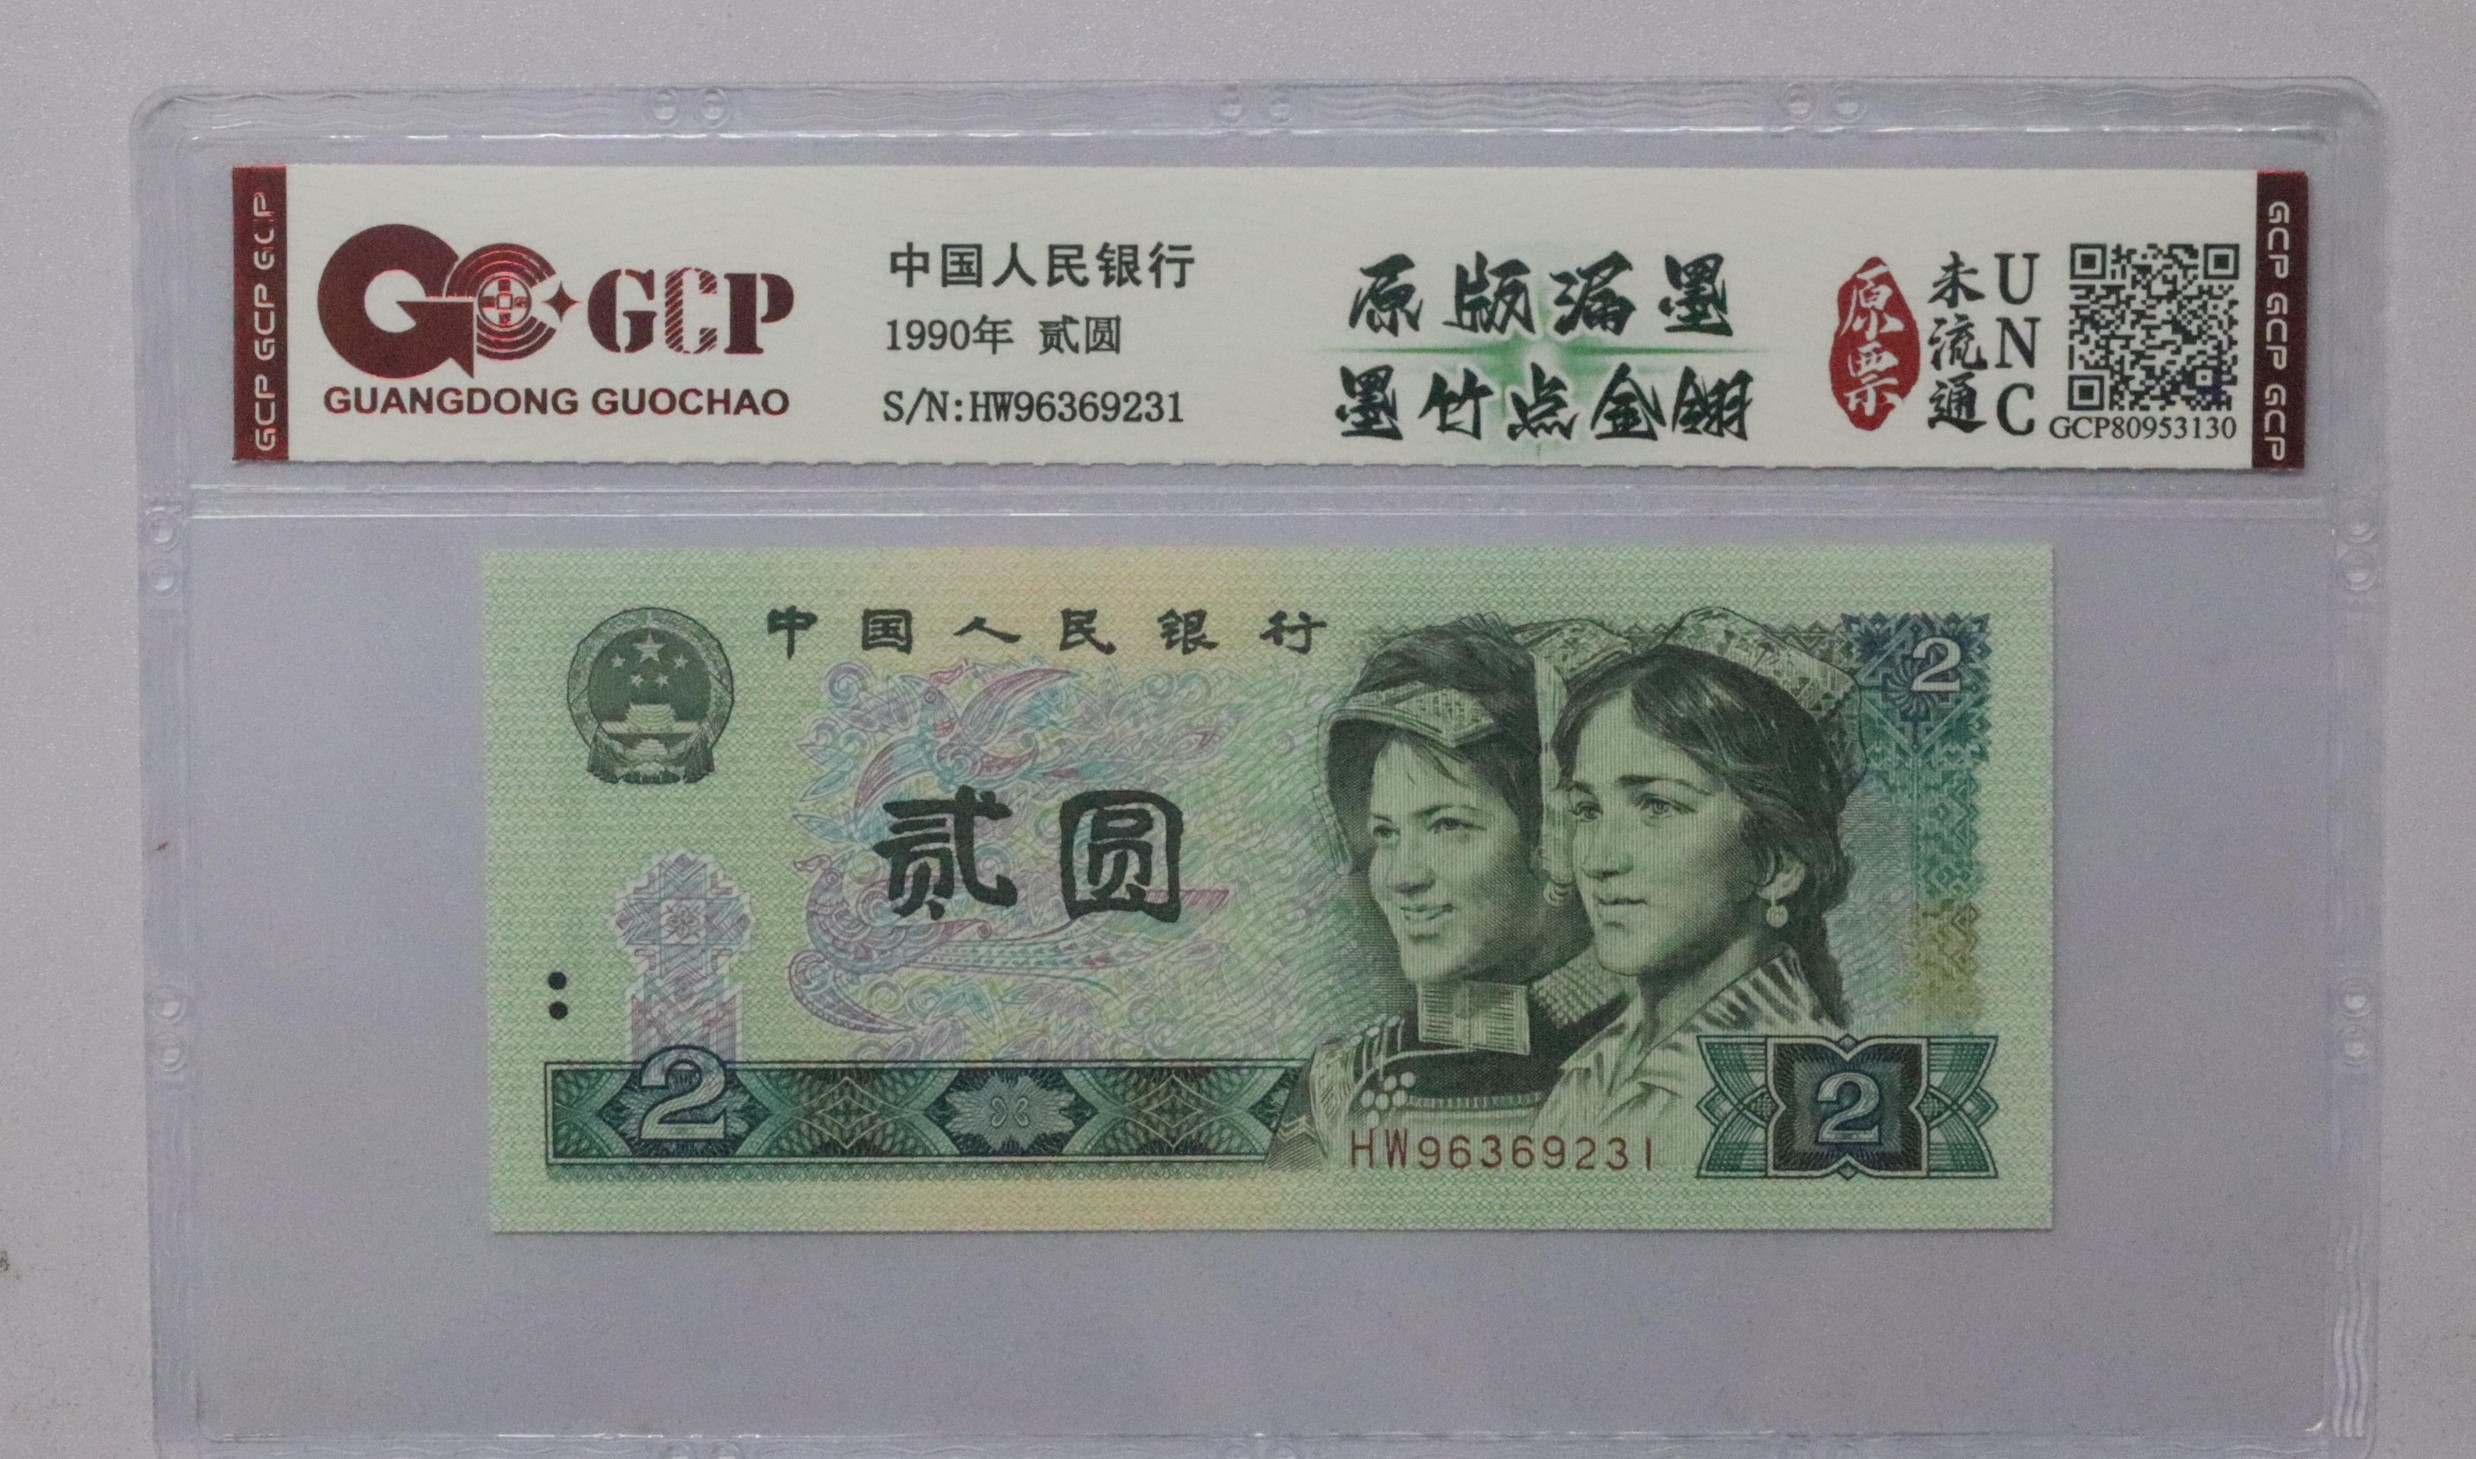 GCP GCP GCP
GCP
GUANGDONG GUOCHAO
中国人民银行
1990年 贰圆
S/N:HW96369231
原版漏墨
墨竹点金翎
原票
未流通
UNC
GCP80953130
GCP GCP GCP
中国人民银行
2
贰圆
2
HW96369231
2